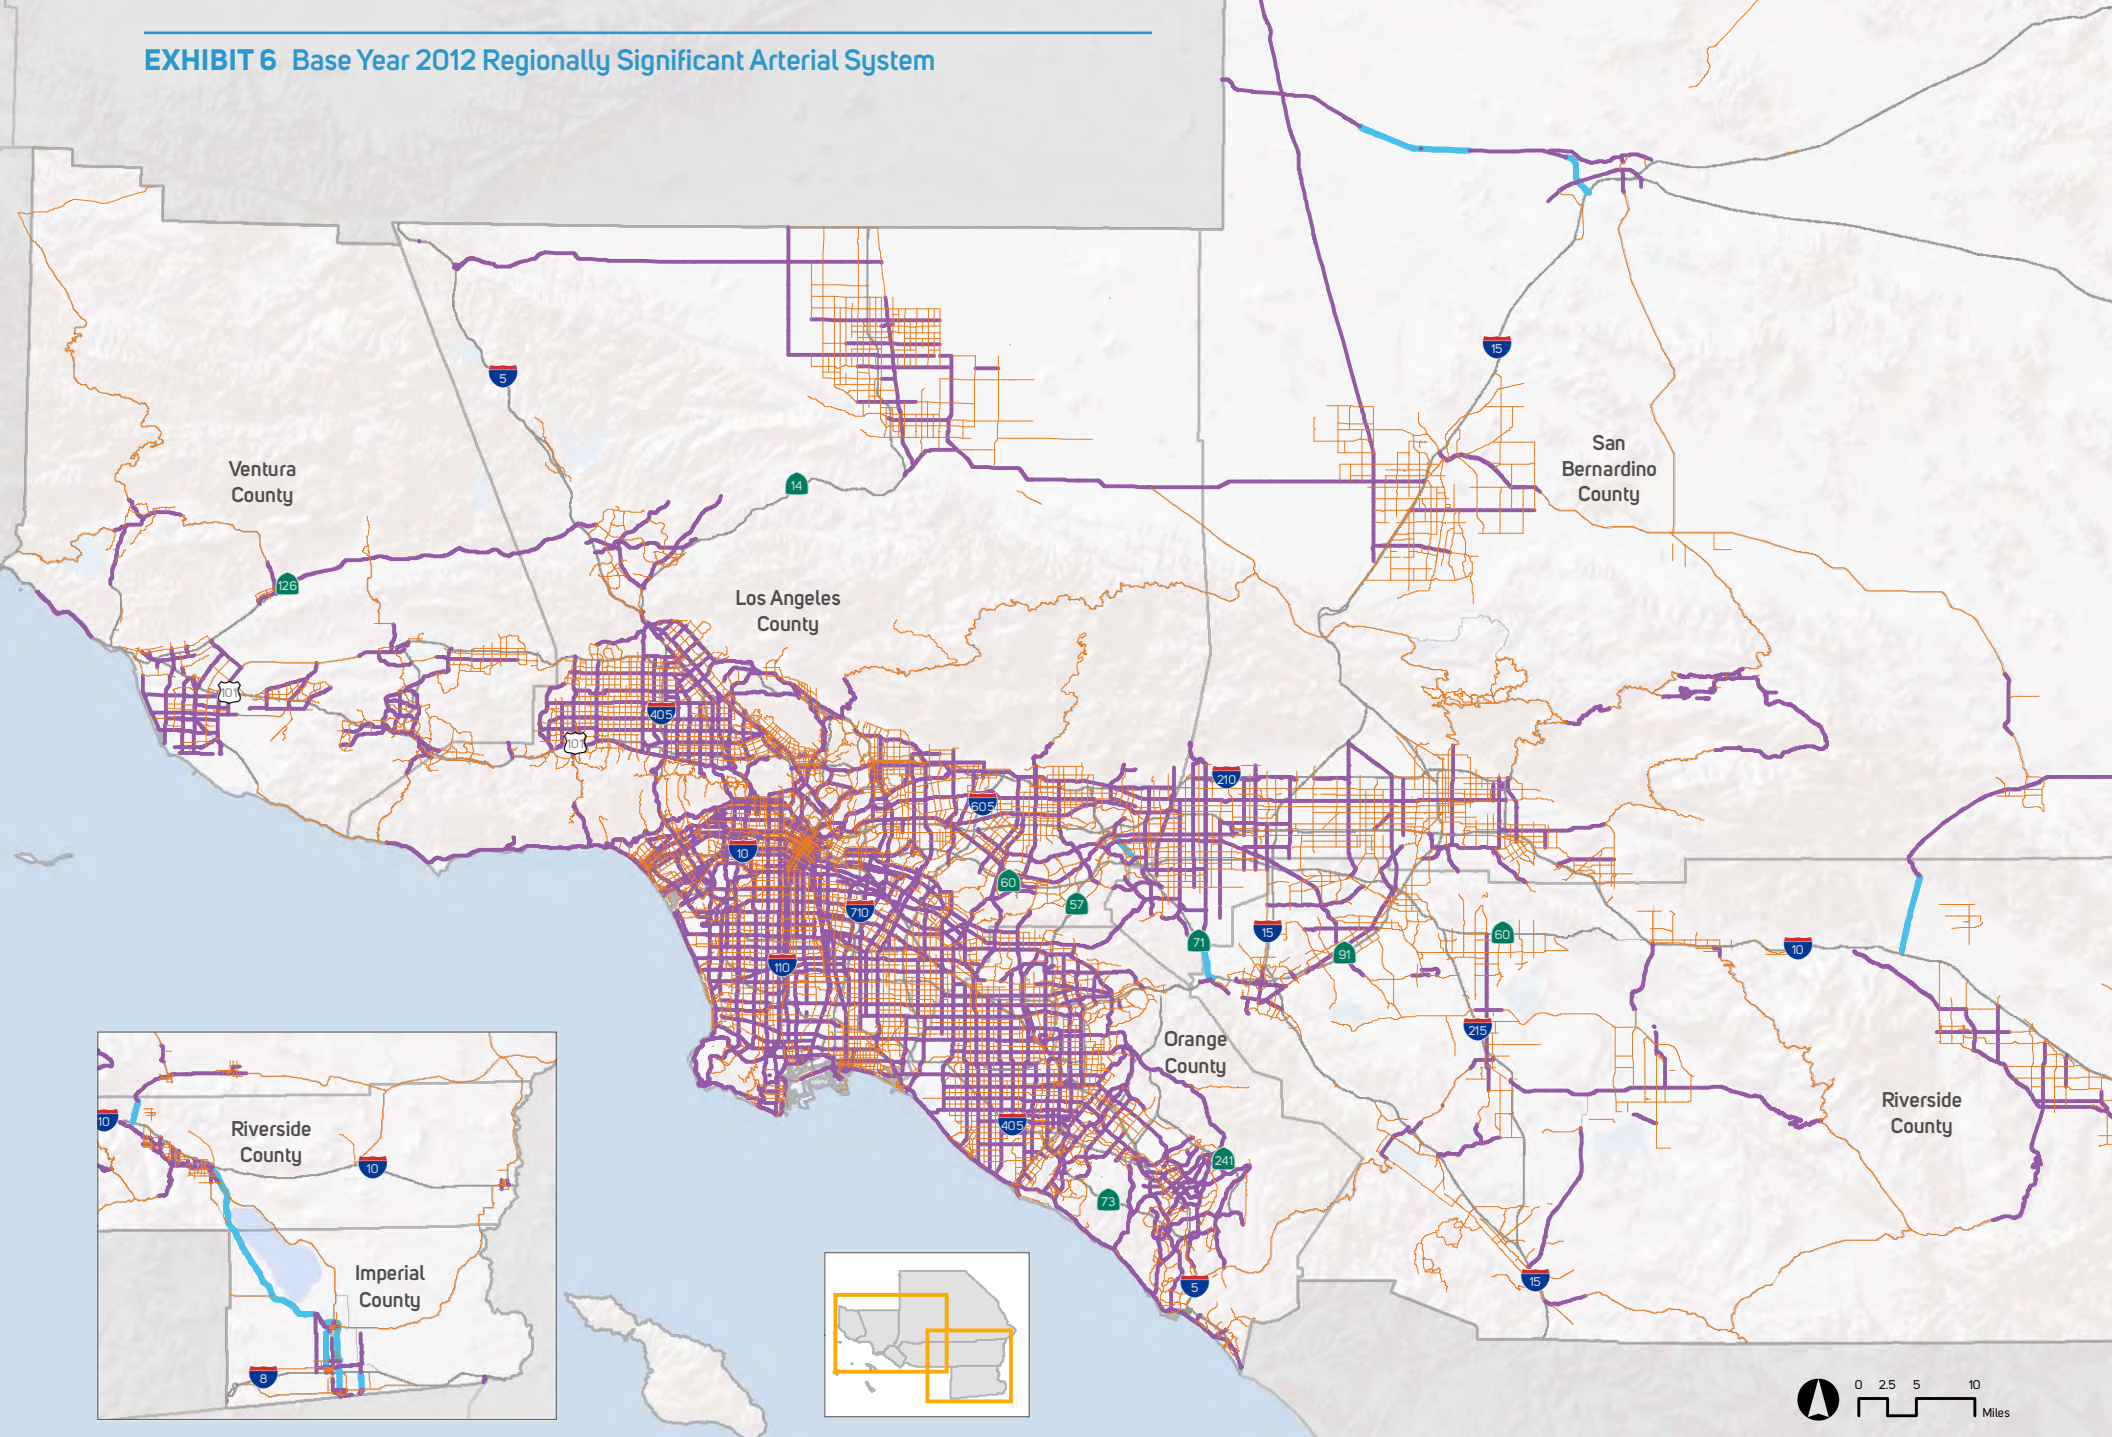 EXHIBIT 6 Base Year 2012 Regionally Significant Arterial System
15
5
San
Bernardino
County
Ventura
County
14
126
Los Angeles
County
101
405
101
210
605
10
60
57
710
71
15
91
60
10
110
215
Orange
County
Riverside
County
405
241
73
5
15
10
Riverside
County
10
Imperial
County
8
0 2.5 5 10
Miles